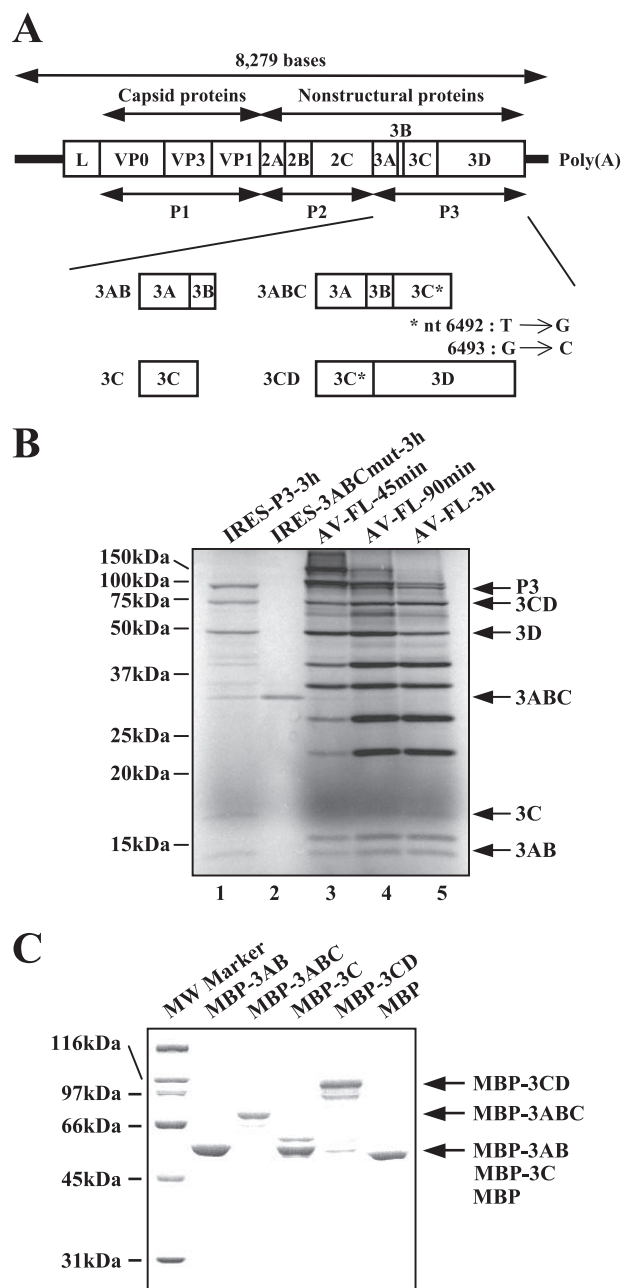 A
8,279 bases
Capsid proteins Nonstructural proteins
3B
L VP0 VP3 VP1 2A 2B 2C 3A 3C 3D Poly(A)
P1 P2 P3
3AB 3A 3B 3ABC 3A 3B 3C*
* nt 6492 : T G
6493 : G C
3C 3C 3CD 3C* 3D
B
IRES-P3-3h
IRES-3ABCmut-3h
AV-FL-45min
AV-FL-90min
AV-FL-3h
150kDa
100kDa P3
75kDa 3CD
50kDa 3D
37kDa
3ABC
25kDa
20kDa
3C
15kDa 3AB
1 2 3 4 5
C
MW Marker
MBP-3AB
MBP-3ABC
MBP-3C
MBP-3CD
MBP
116kDa
97kDa MBP-3CD
66kDa MBP-3ABC
MBP-3AB
45kDa MBP-3C
MBP
31kDa